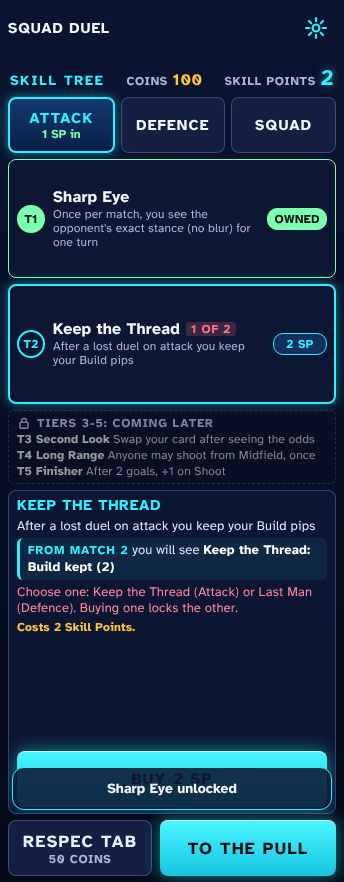 SQUAD DUEL
SKILL TREE COINS 100 SKILL POINTS 2
ATTACK
1 SP in
DEFENCE
SQUAD
T1
Sharp Eye
Once per match, you see the
opponent's exact stance (no blur) for
one turn
OWNED
T2
Keep the Thread 1 OF 2
After a lost duel on attack you keep
your Build pips
2 SP
TIERS 3-5: COMING LATER
T3 Second Look Swap your card after seeing the odds
T4 Long Range Anyone may shoot from Midfield, once
T5 Finisher After 2 goals, +1 on Shoot
KEEP THE THREAD
After a lost duel on attack you keep your Build pips
FROM MATCH 2 you will see Keep the Thread:
Build kept (2)
Choose one: Keep the Thread (Attack) or Last Man
(Defence). Buying one locks the other.
Costs 2 Skill Points.
BUY 2 SP
Sharp Eye unlocked
RESPEC TAB
50 COINS
TO THE PULL